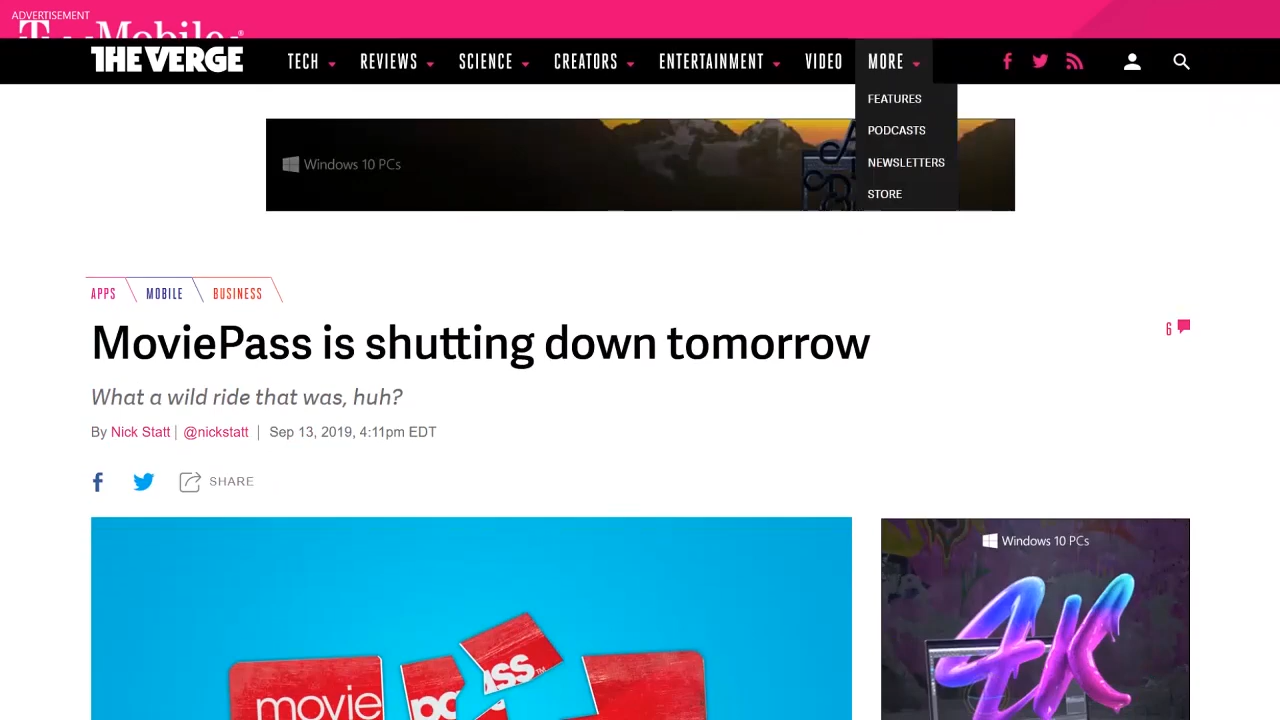 ADVERTISEMENT
T Mobile®
THE VERGE
TECH REVIEWS SCIENCE CREATORS ENTERTAINMENT VIDEO MORE
FEATURES
PODCASTS
NEWSLETTERS
STORE
Windows 10 PCs
APPS MOBILE BUSINESS
MoviePass is shutting down tomorrow
6
What a wild ride that was, huh?
By Nick Statt | @nickstatt | Sep 13, 2019, 4:11pm EDT
SHARE
Windows 10 PCs
4K
movie pass™